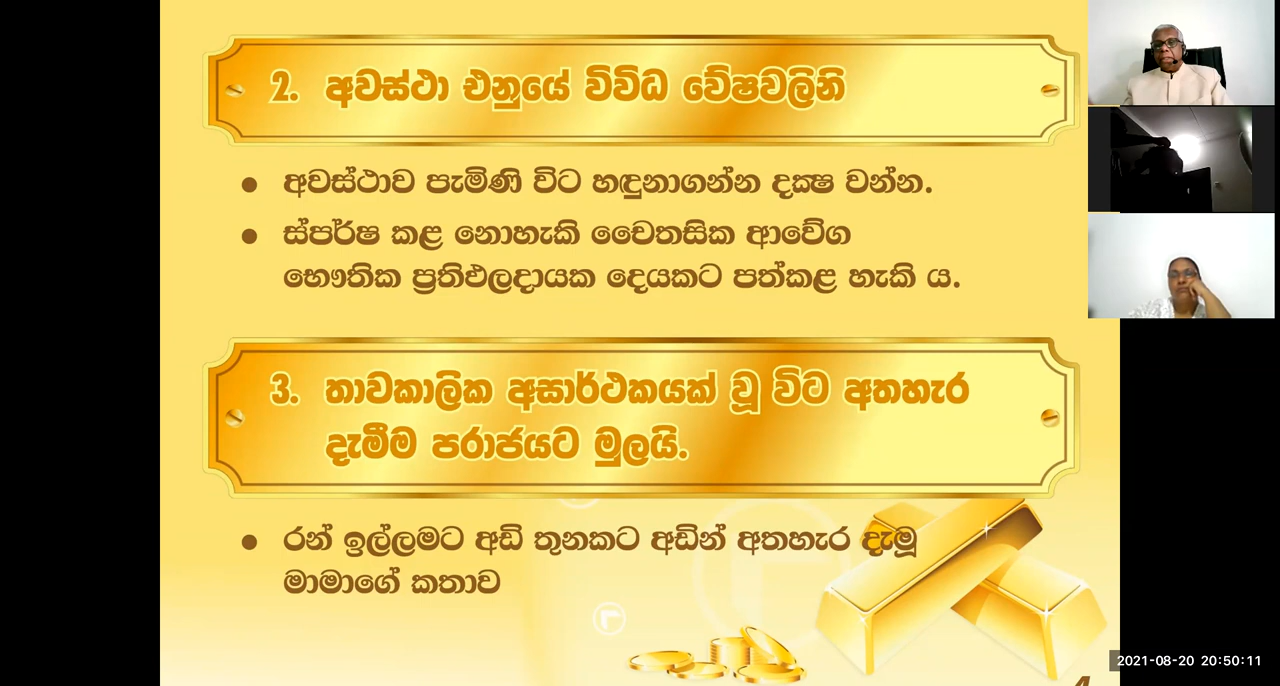 2. අවස්ථා එනුයේ විවිධ වේෂවලිනි
● අවස්ථාව පැමිණි විට හඳුනාගන්න දක්‍ෂ වන්න.
● ස්පර්ෂ කළ නොහැකි චෛතසික ආවේග
භෞතික ප්‍රතිඵලදායක දෙයකට පත්කළ හැකි ය.
3. තාවකාලික අසාර්ථකයක් වූ විට අතහැර
දැමීම පරාජයට මුලයි.
● රන් ඉල්ලමට අඩි තුනකට අඩින් අතහැර දැමූ
මාමාගේ කතාව
2021-08-20 20:50:11